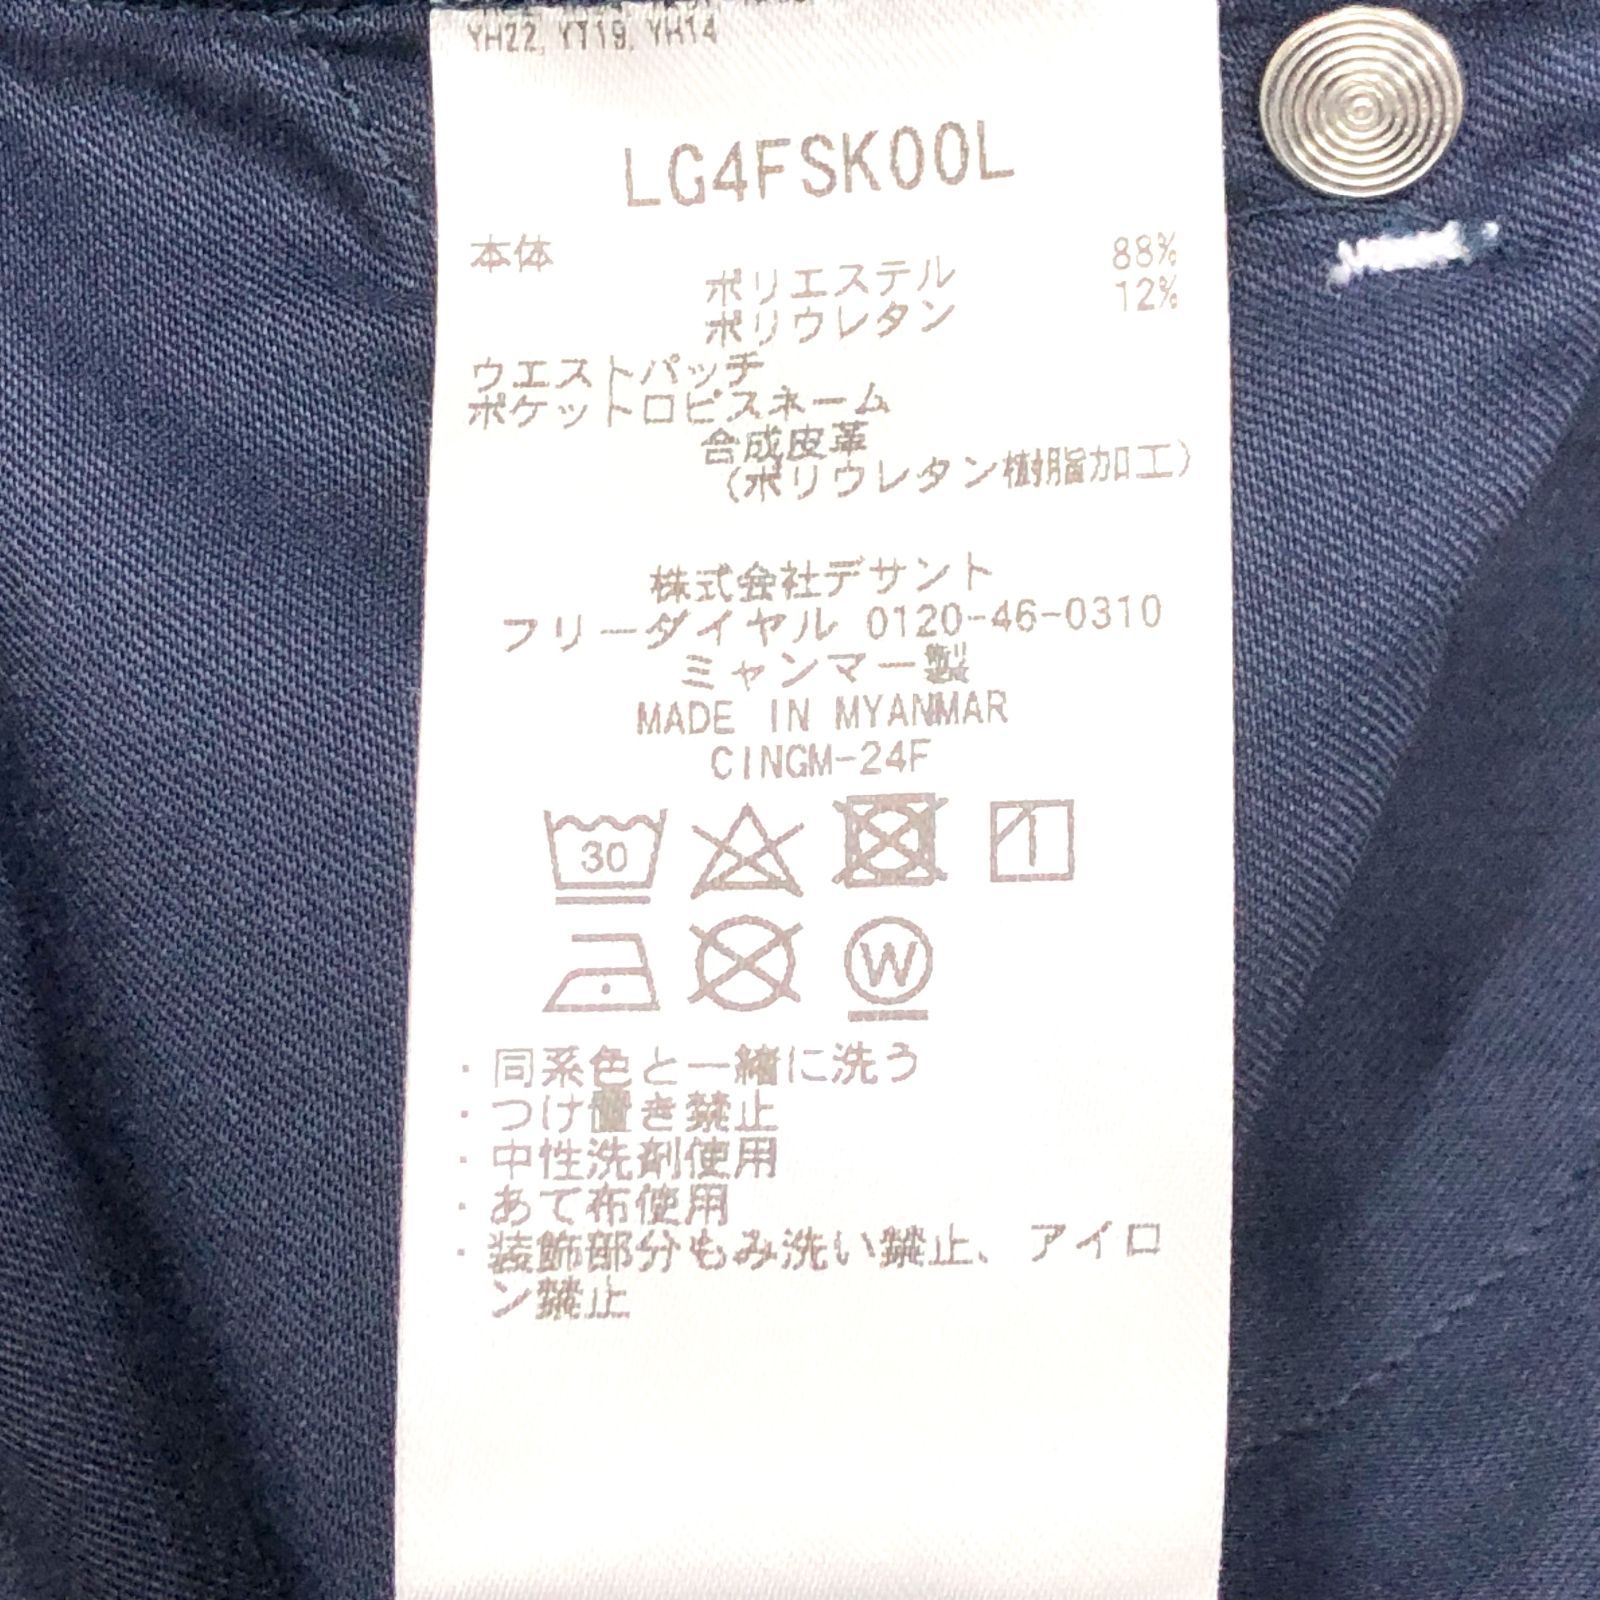 YH22, YT19, YH14
LG4FSK00L
本体
ポリエステル 88%
ポリウレタン 12%
ウエストパッチ
ポケットロピスネーム
合成皮革
(ポリウレタン樹脂加工)
株式会社デサント
フリーダイヤル 0120-46-0310
ミャンマー製
MADE IN MYANMAR
CINGM-24F
30
W
・同系色と一緒に洗う
・つけ置き禁止
・中性洗剤使用
・あて布使用
・装飾部分もみ洗い禁止、アイロ
ン禁止